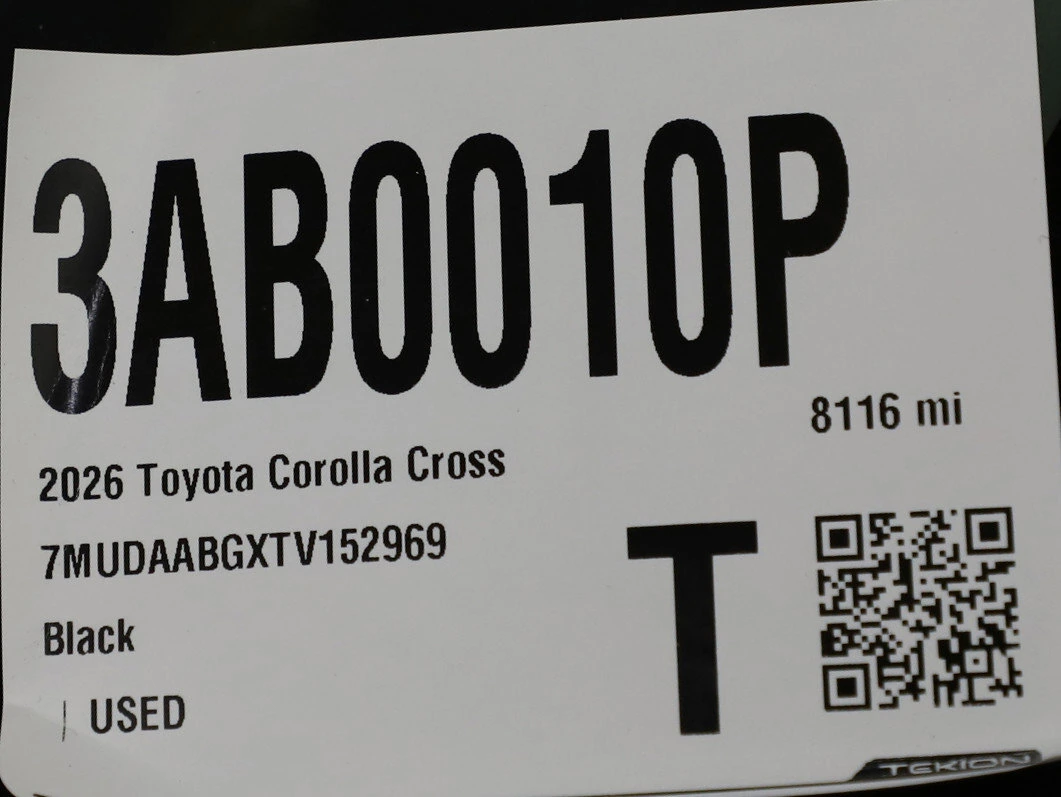 3AB0010P
8116 mi
2026 Toyota Corolla Cross
7MUDAABGXTV152969
T
Black
| USED
TEKION